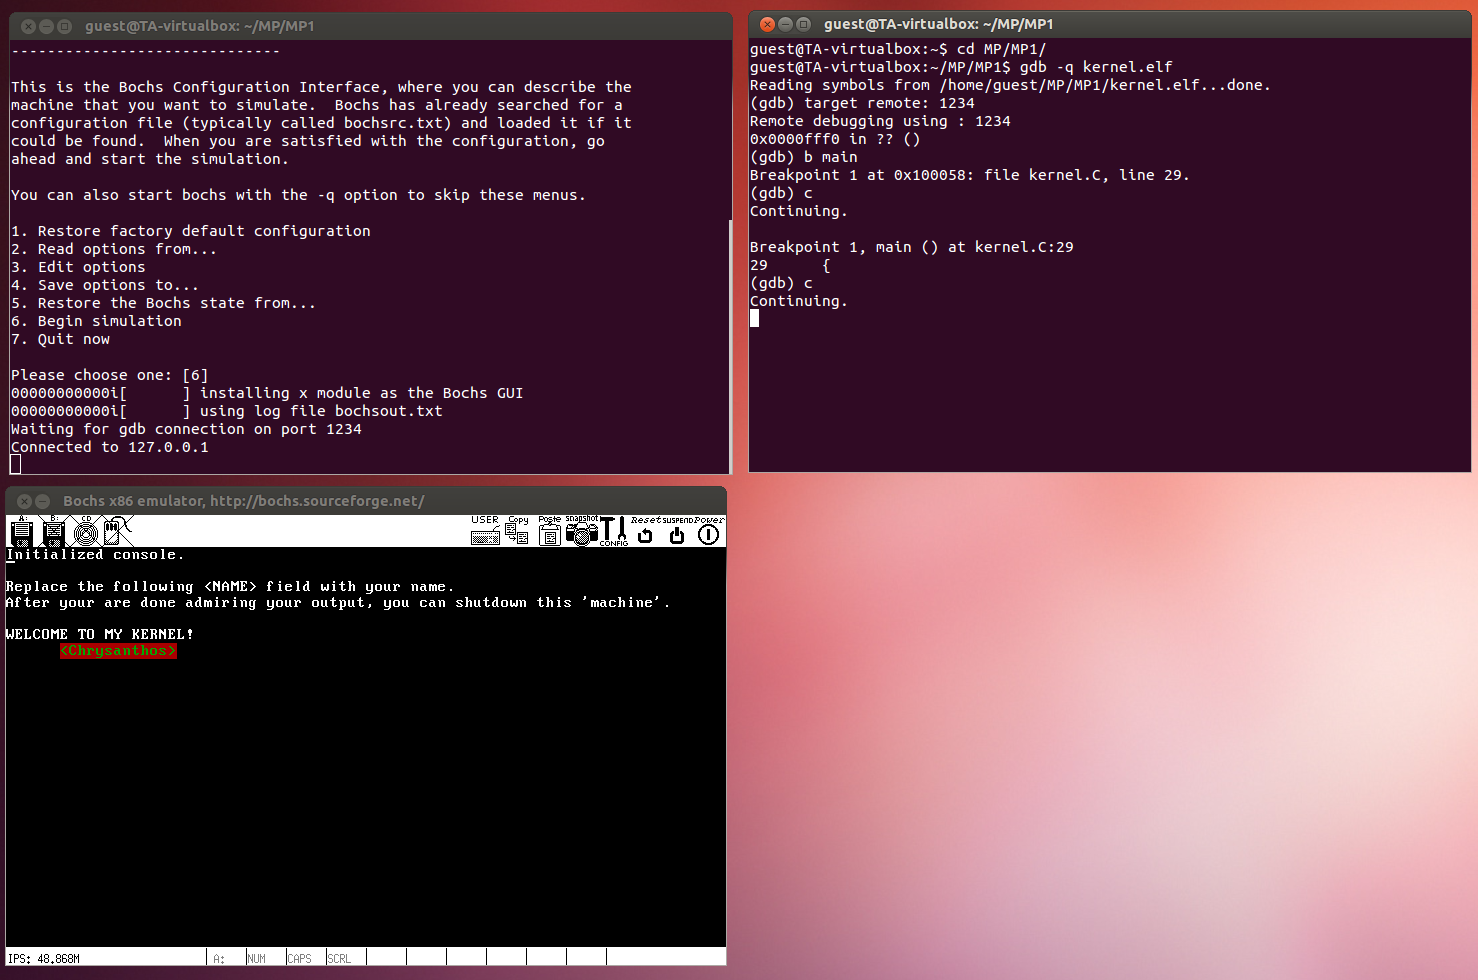 guest@TA-virtualbox: ~/MP/MP1
------------------------------
This is the Bochs Configuration Interface, where you can describe the
machine that you want to simulate.  Bochs has already searched for a
configuration file (typically called bochsrc.txt) and loaded it if it
could be found.  When you are satisfied with the configuration, go
ahead and start the simulation.
You can also start bochs with the -q option to skip these menus.
1. Restore factory default configuration
2. Read options from...
3. Edit options
4. Save options to...
5. Restore the Bochs state from...
6. Begin simulation
7. Quit now
Please choose one: [6]
00000000000i[      ] installing x module as the Bochs GUI
00000000000i[      ] using log file bochsout.txt
Waiting for gdb connection on port 1234
Connected to 127.0.0.1
guest@TA-virtualbox: ~/MP/MP1
guest@TA-virtualbox:~$ cd MP/MP1/
guest@TA-virtualbox:~/MP/MP1$ gdb -q kernel.elf
Reading symbols from /home/guest/MP/MP1/kernel.elf...done.
(gdb) target remote: 1234
Remote debugging using : 1234
0x0000fff0 in ?? ()
(gdb) b main
Breakpoint 1 at 0x100058: file kernel.C, line 29.
(gdb) c
Continuing.
Breakpoint 1, main () at kernel.C:29
29      {
(gdb) c
Continuing.
Bochs x86 emulator, http://bochs.sourceforge.net/
A: B: CD USER Copy Paste snapshot CONFIG Reset SUSPEND Power
Initialized console.
Replace the following <NAME> field with your name.
After your are done admiring your output, you can shutdown this 'machine'.
WELCOME TO MY KERNEL!
<Chrysanthos>
IPS: 48.868M A: NUM CAPS SCRL